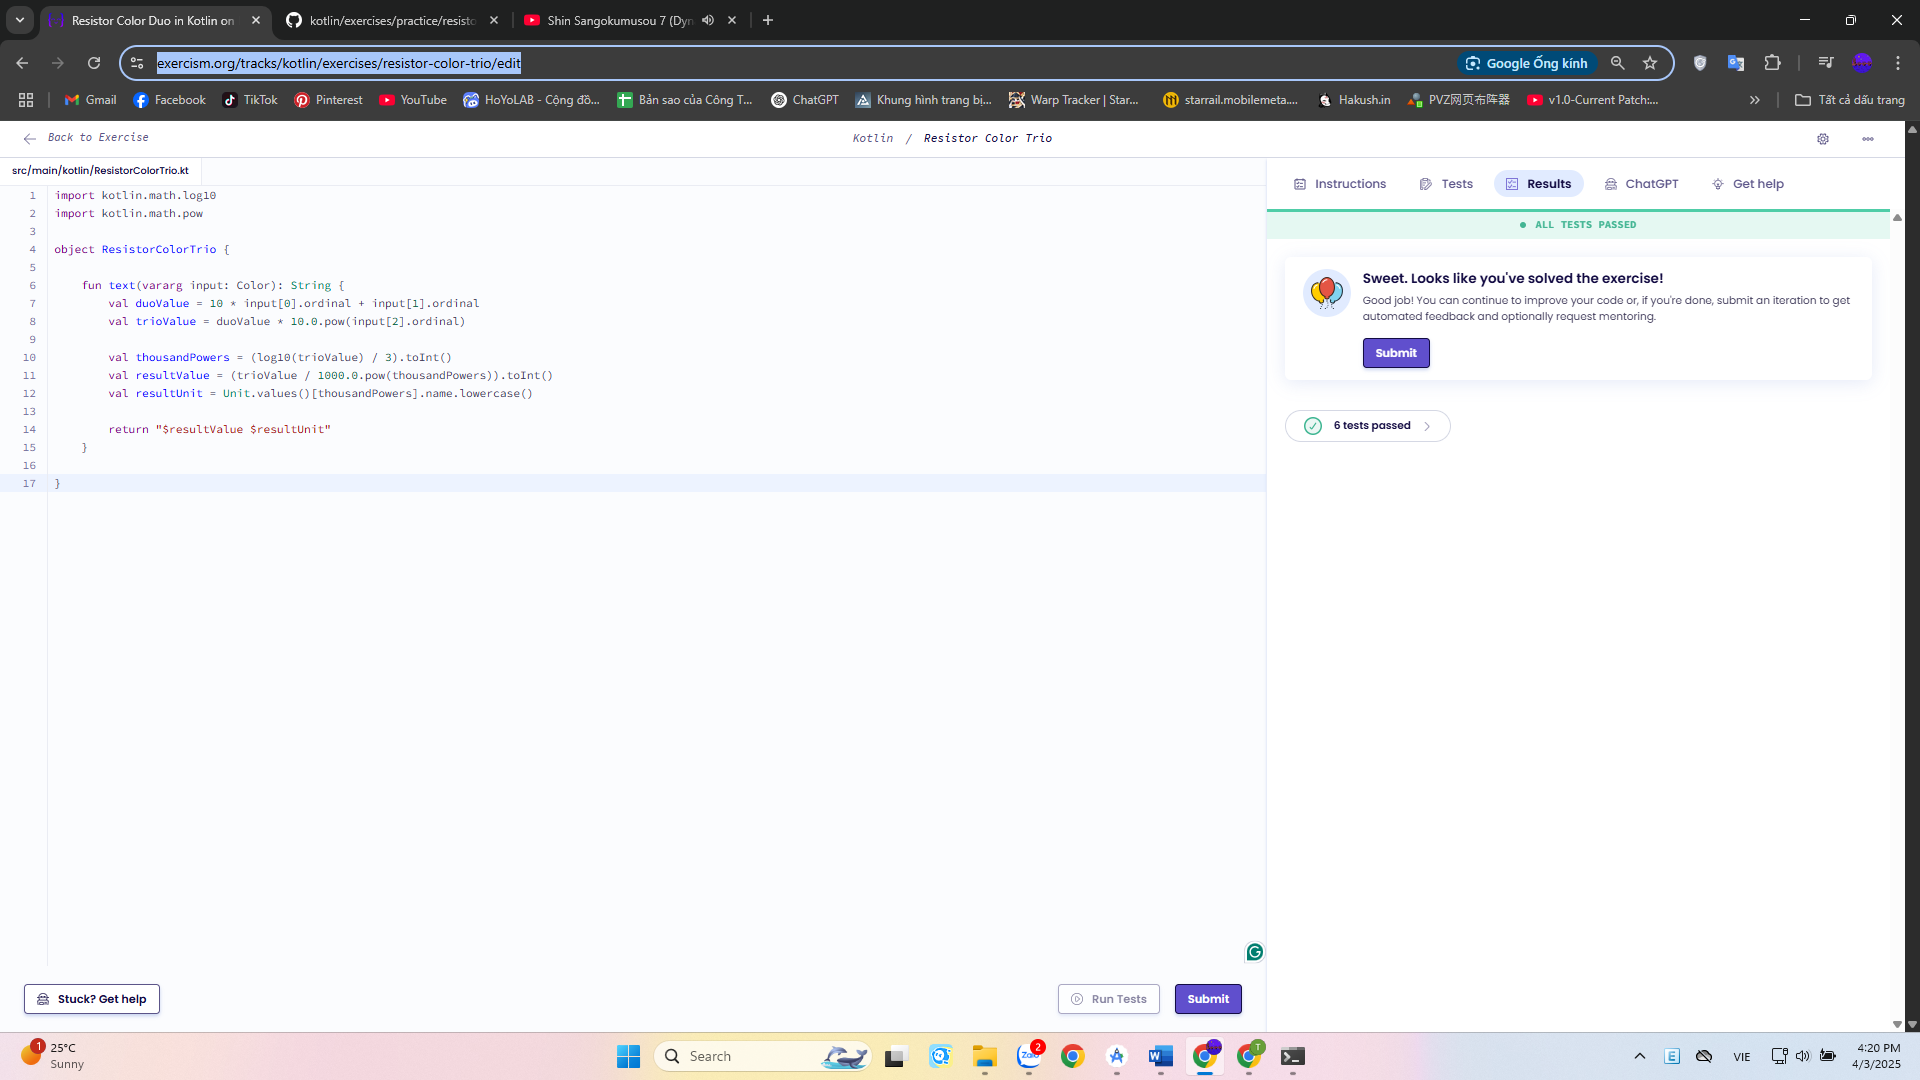 Resistor Color Duo in Kotlin on
kotlin/exercises/practice/resisto
Shin Sangokumusou 7 (Dyn
exercism.org/tracks/kotlin/exercises/resistor-color-trio/edit
Google Ống kính
Gmail
Facebook
TikTok
Pinterest
YouTube
HoYoLAB - Cộng đồ...
Bản sao của Công T...
ChatGPT
Khung hình trang bị...
Warp Tracker | Star...
starrail.mobilemeta....
Hakush.in
PVZ网页布阵器
v1.0-Current Patch:...
Tất cả dấu trang
Back to Exercise
Kotlin / Resistor Color Trio
src/main/kotlin/ResistorColorTrio.kt
1 import kotlin.math.log10
2 import kotlin.math.pow
3
4 object ResistorColorTrio {
5
6 fun text(vararg input: Color): String {
7 val duoValue = 10 * input[0].ordinal + input[1].ordinal
8 val trioValue = duoValue * 10.0.pow(input[2].ordinal)
9
10 val thousandPowers = (log10(trioValue) / 3).toInt()
11 val resultValue = (trioValue / 1000.0.pow(thousandPowers)).toInt()
12 val resultUnit = Unit.values()[thousandPowers].name.lowercase()
13
14 return "$resultValue $resultUnit"
15 }
16
17 }
Instructions
Tests
Results
ChatGPT
Get help
ALL TESTS PASSED
Sweet. Looks like you've solved the exercise!
Good job! You can continue to improve your code or, if you're done, submit an iteration to get
automated feedback and optionally request mentoring.
Submit
6 tests passed
Stuck? Get help
Run Tests
Submit
1
25°C
Sunny
Search
Zalo
2
T
VIE
4:20 PM
4/3/2025